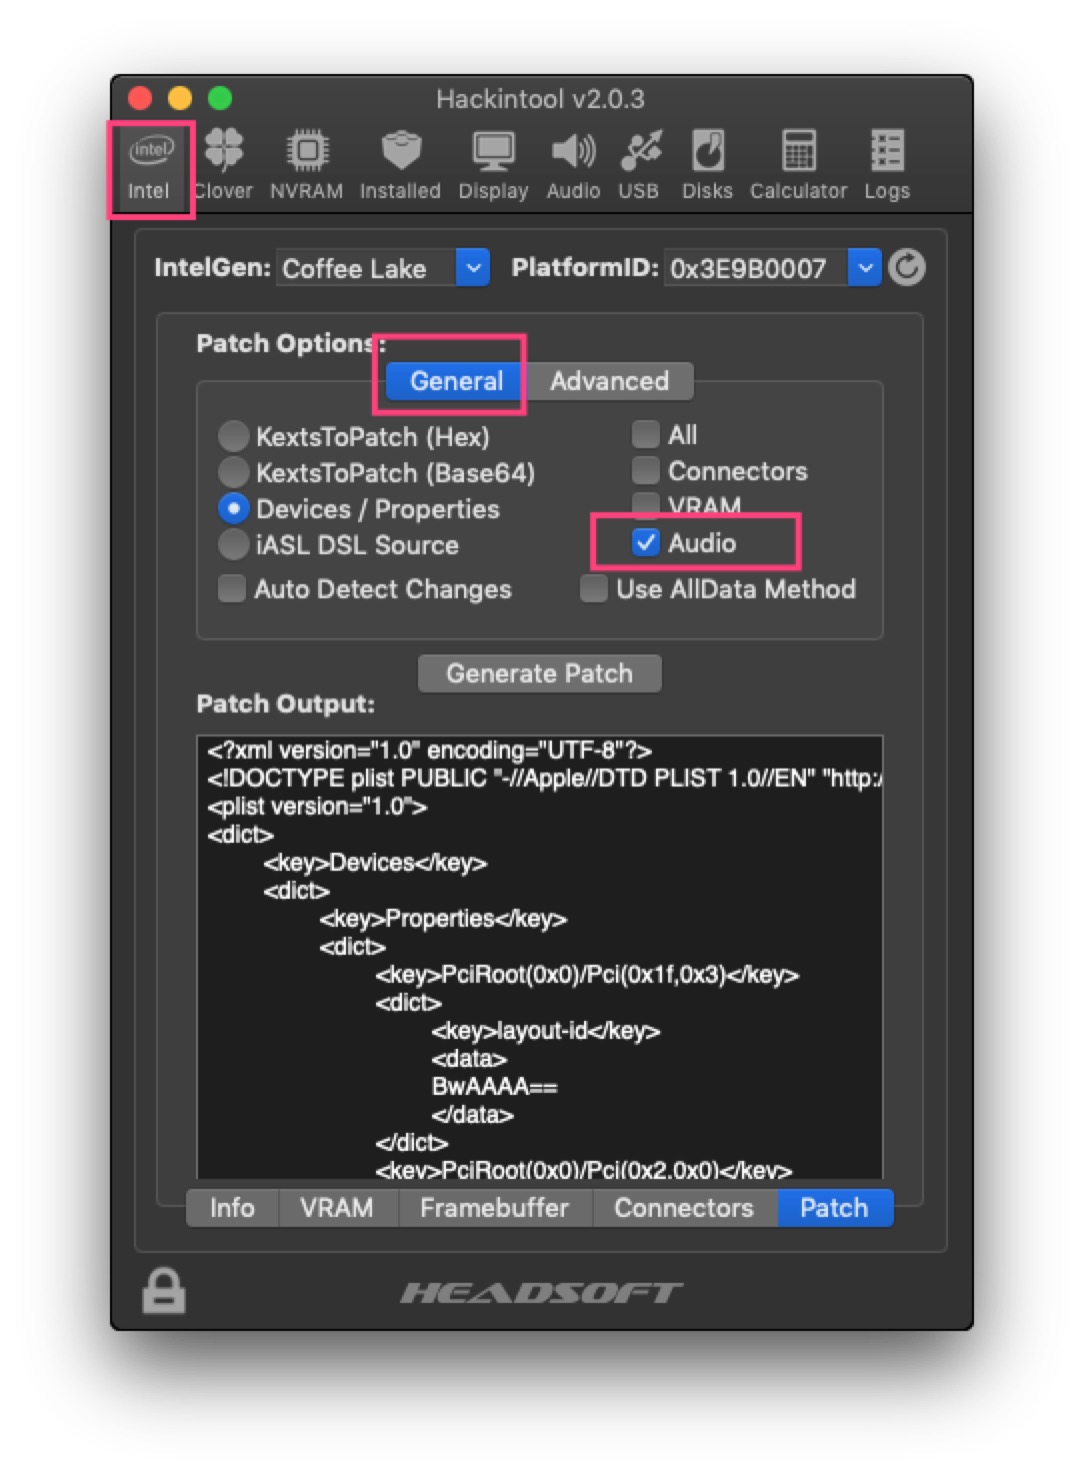 Hackintool v2.0.3
intel
Intel Clover NVRAM Installed Display Audio USB Disks Calculator Logs
IntelGen: Coffee Lake PlatformID: 0x3E9B0007
Patch Options:
General Advanced
KextsToPatch (Hex) All
KextsToPatch (Base64) Connectors
Devices / Properties VRAM
iASL DSL Source Audio
Auto Detect Changes Use AllData Method
Generate Patch
Patch Output:
<?xml version="1.0" encoding="UTF-8"?>
<!DOCTYPE plist PUBLIC "-//Apple//DTD PLIST 1.0//EN" "http:/
<plist version="1.0">
<dict>
<key>Devices</key>
<dict>
<key>Properties</key>
<dict>
<key>PciRoot(0x0)/Pci(0x1f,0x3)</key>
<dict>
<key>layout-id</key>
<data>
BwAAAA==
</data>
</dict>
<key>PciRoot(0x0)/Pci(0x2,0x0)</key>
Info VRAM Framebuffer Connectors Patch
HEADSOFT